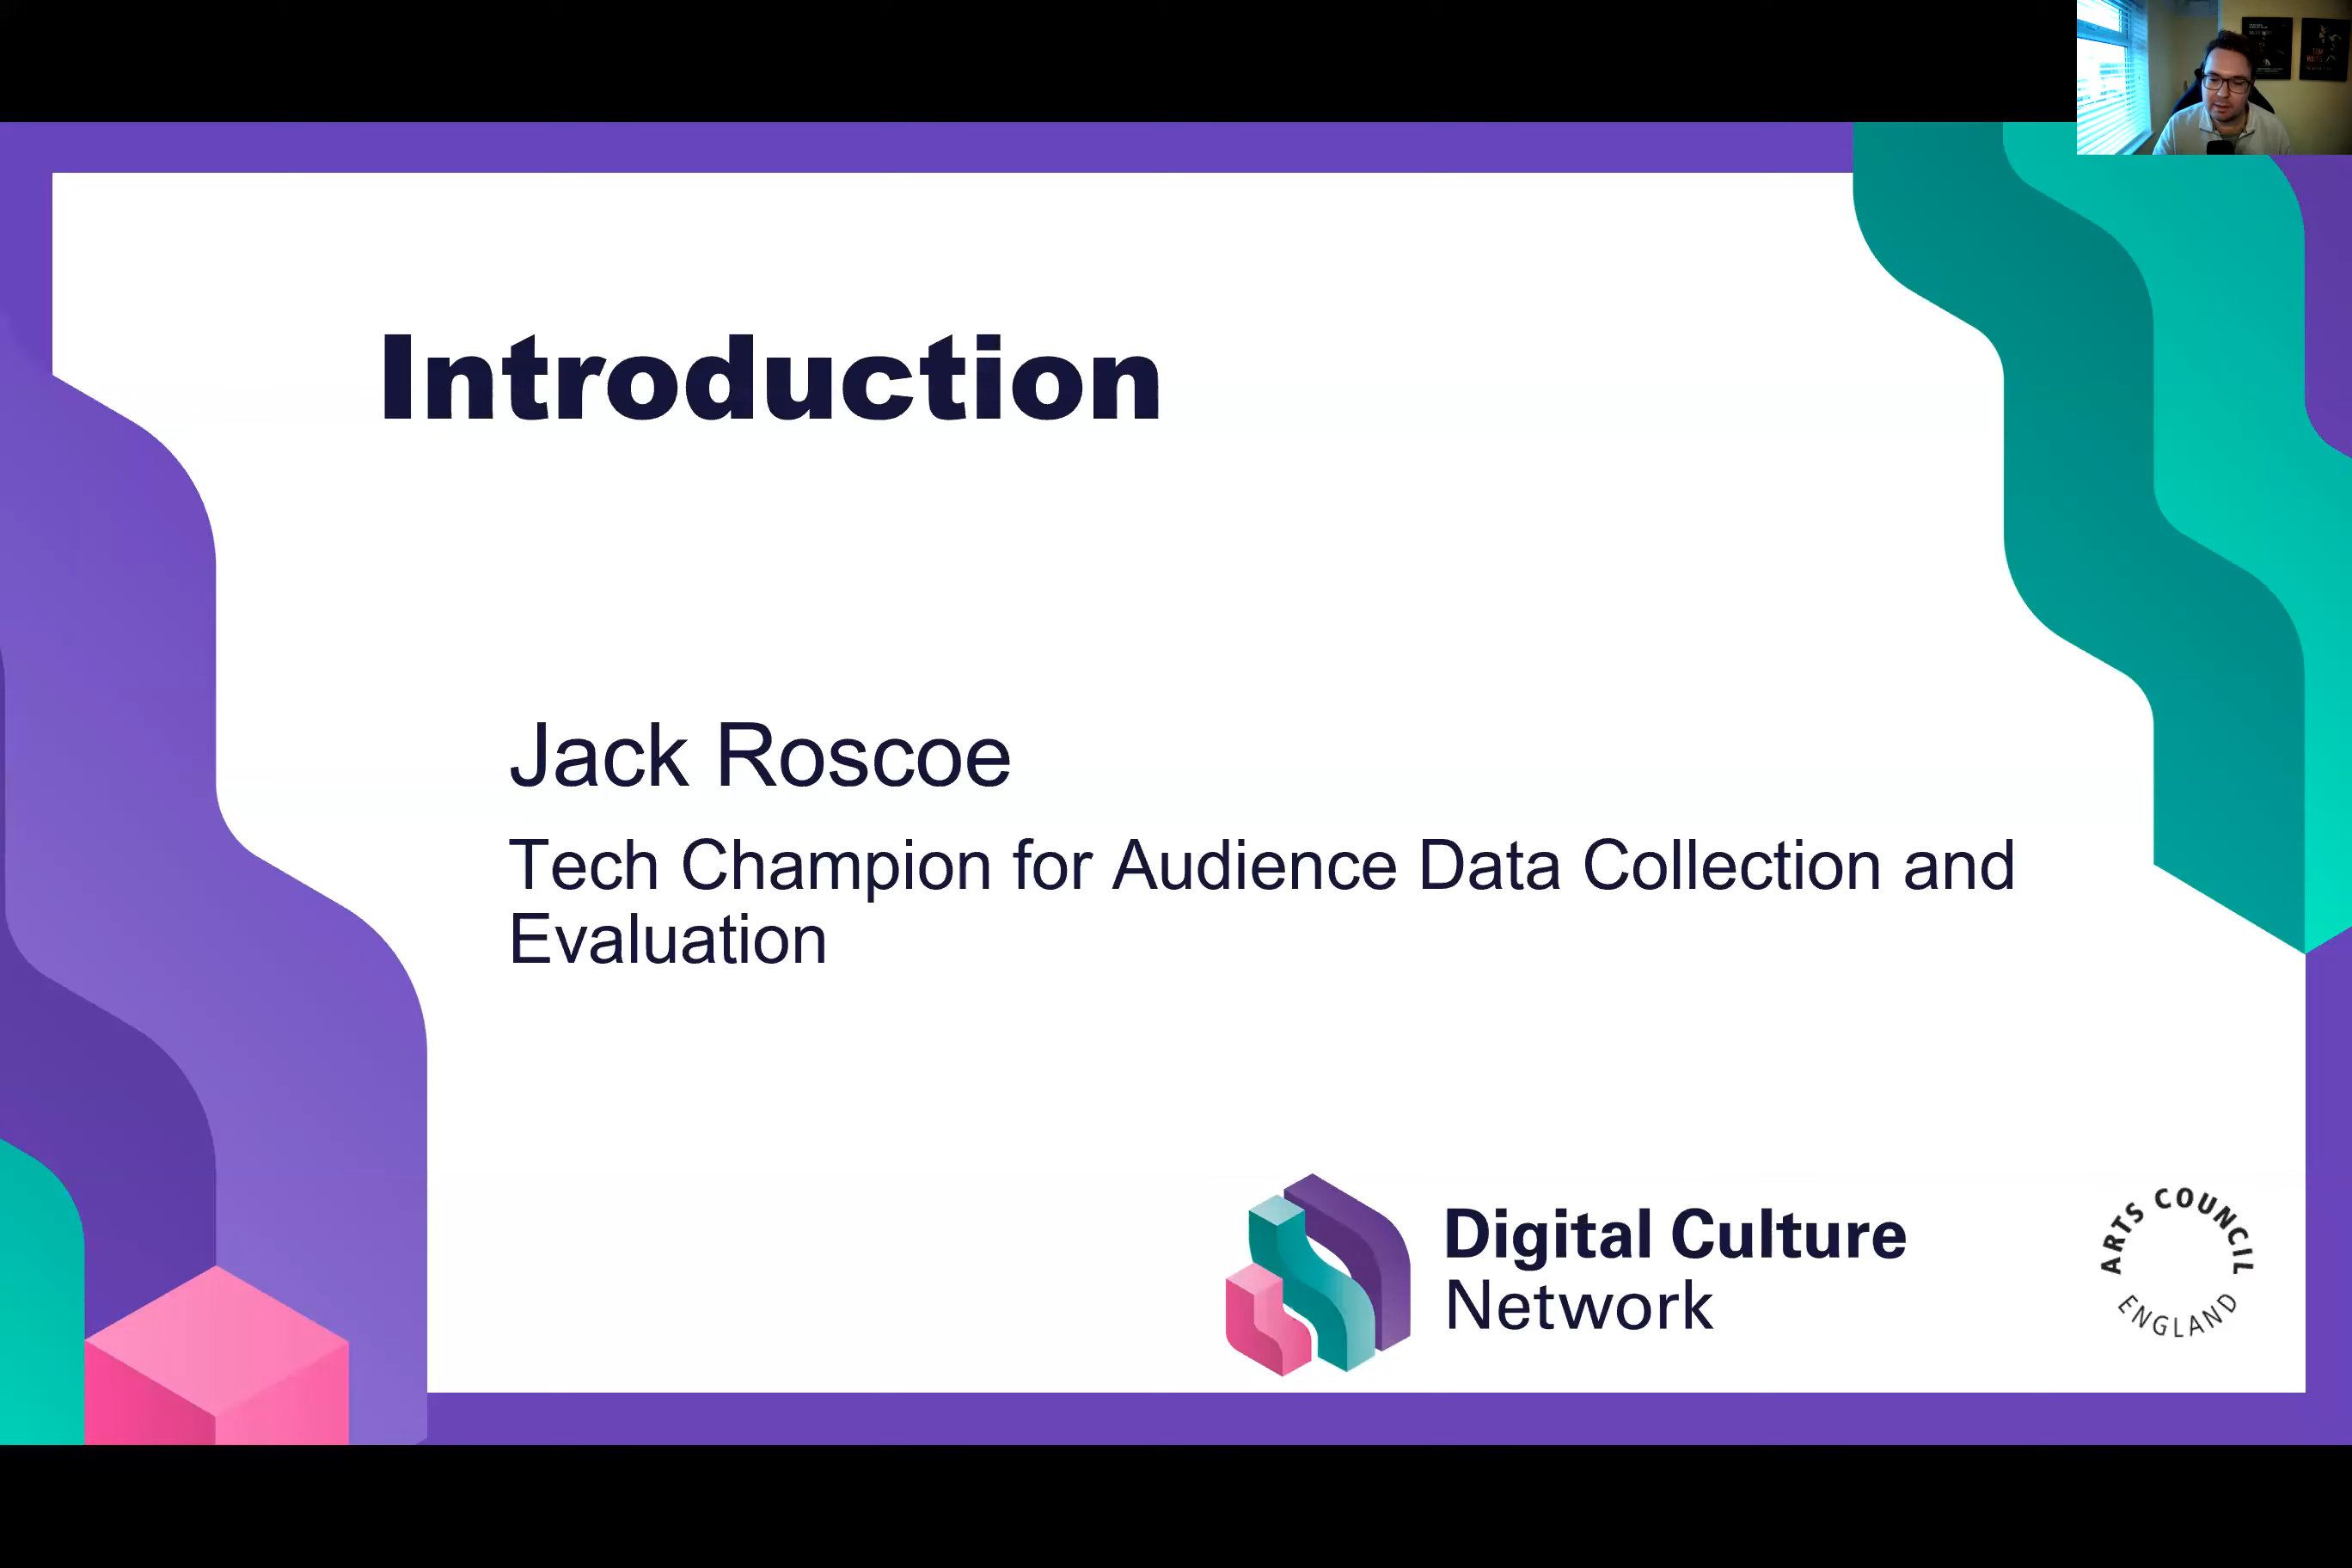 Introduction
Jack Roscoe
Tech Champion for Audience Data Collection and
Evaluation
Digital Culture
Network
ARTS COUNCIL
ENGLAND